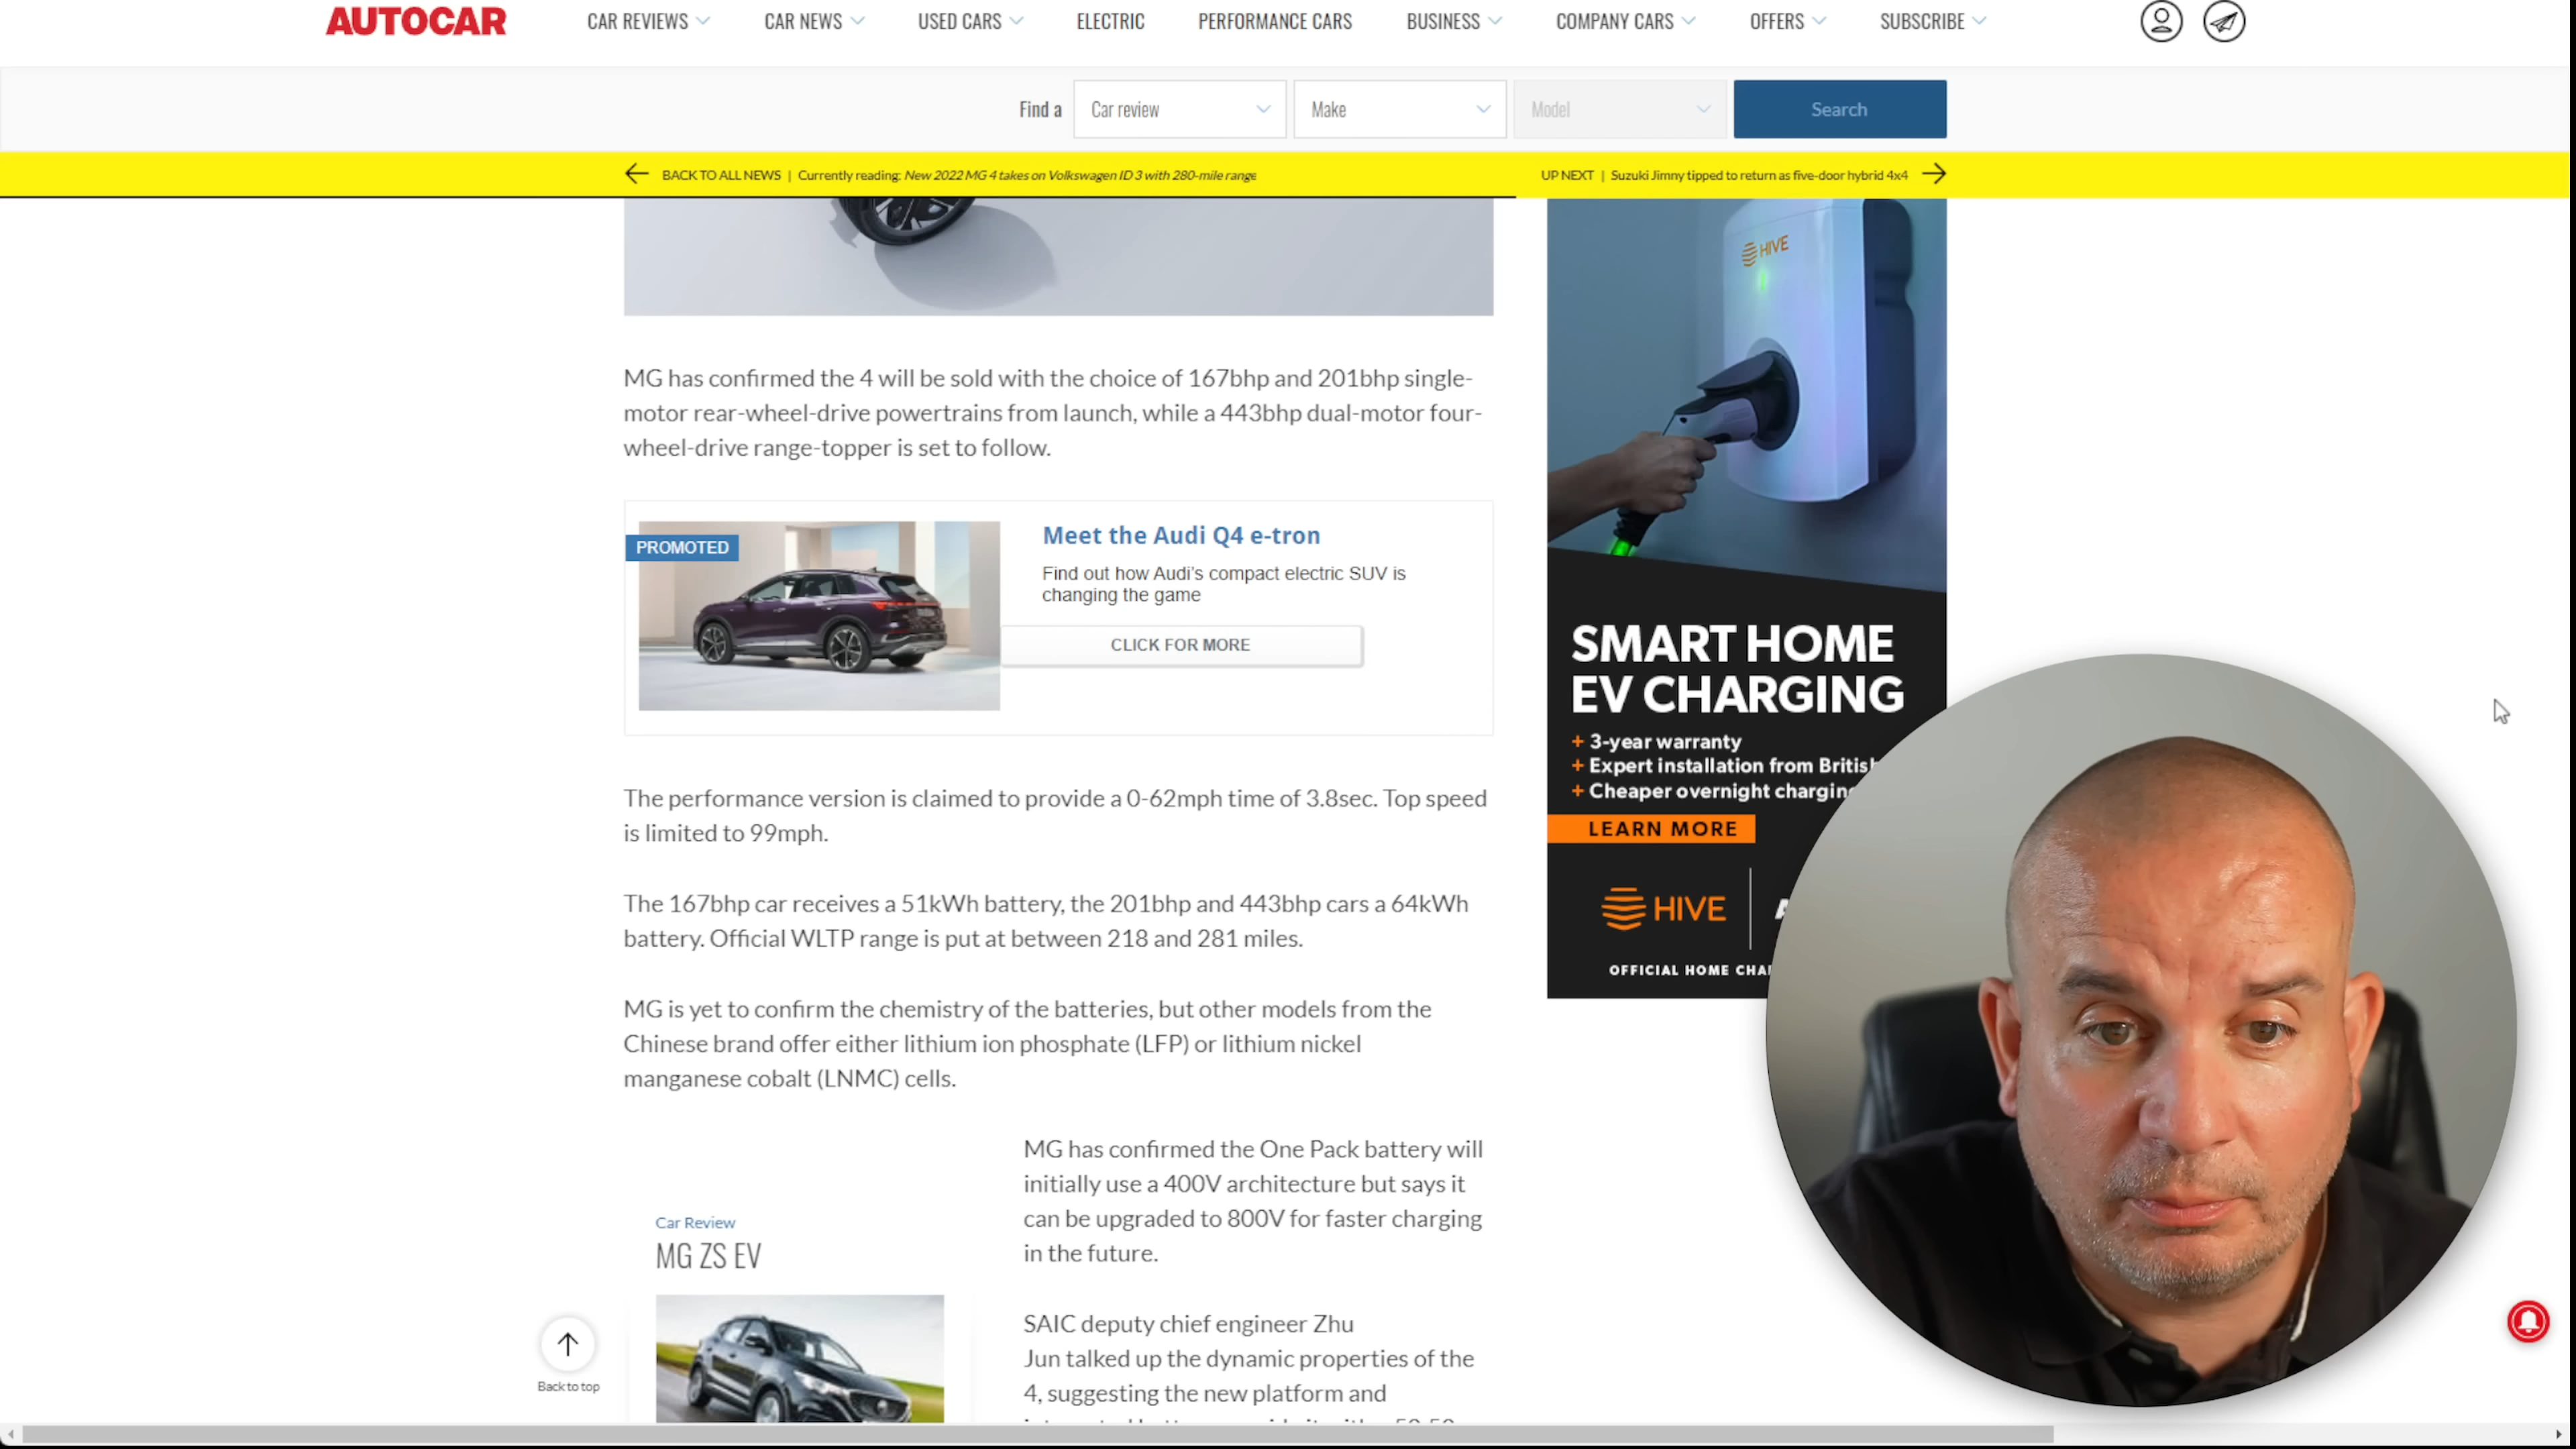 AUTOCAR
CAR REVIEWS
CAR NEWS
USED CARS
ELECTRIC
PERFORMANCE CARS
BUSINESS
COMPANY CARS
OFFERS
SUBSCRIBE
Find a
Car review
Make
Model
Search
BACK TO ALL NEWS | Currently reading: New 2022 MG 4 takes on Volkswagen ID 3 with 280-mile range
UP NEXT | Suzuki Jimny tipped to return as five-door hybrid 4x4
MG has confirmed the 4 will be sold with the choice of 167bhp and 201bhp single-
motor rear-wheel-drive powertrains from launch, while a 443bhp dual-motor four-
wheel-drive range-topper is set to follow.
PROMOTED
Meet the Audi Q4 e-tron
Find out how Audi's compact electric SUV is
changing the game
CLICK FOR MORE
The performance version is claimed to provide a 0-62mph time of 3.8sec. Top speed
is limited to 99mph.
The 167bhp car receives a 51kWh battery, the 201bhp and 443bhp cars a 64kWh
battery. Official WLTP range is put at between 218 and 281 miles.
MG is yet to confirm the chemistry of the batteries, but other models from the
Chinese brand offer either lithium ion phosphate (LFP) or lithium nickel
manganese cobalt (LNMC) cells.
MG has confirmed the One Pack battery will
initially use a 400V architecture but says it
can be upgraded to 800V for faster charging
in the future.
SAIC deputy chief engineer Zhu
Jun talked up the dynamic properties of the
4, suggesting the new platform and
Car Review
MG ZS EV
Back to top
HIVE
SMART HOME
EV CHARGING
+ 3-year warranty
+ Expert installation from
+ Cheaper overnight
LEARN MORE
HIVE
OFFICIAL HOME